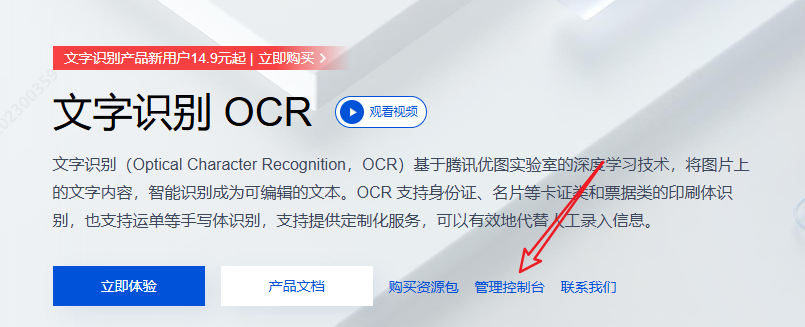 文字识别产品新用户14.9元起 | 立即购买 >
文字识别 OCR
观看视频
文字识别（Optical Character Recognition，OCR）基于腾讯优图实验室的深度学习技术，将图片上
的文字内容，智能识别成为可编辑的文本。OCR 支持身份证、名片等卡证类和票据类的印刷体识
别，也支持运单等手写体识别，支持提供定制化服务，可以有效地代替人工录入信息。
立即体验 产品文档 购买资源包 管理控制台 联系我们